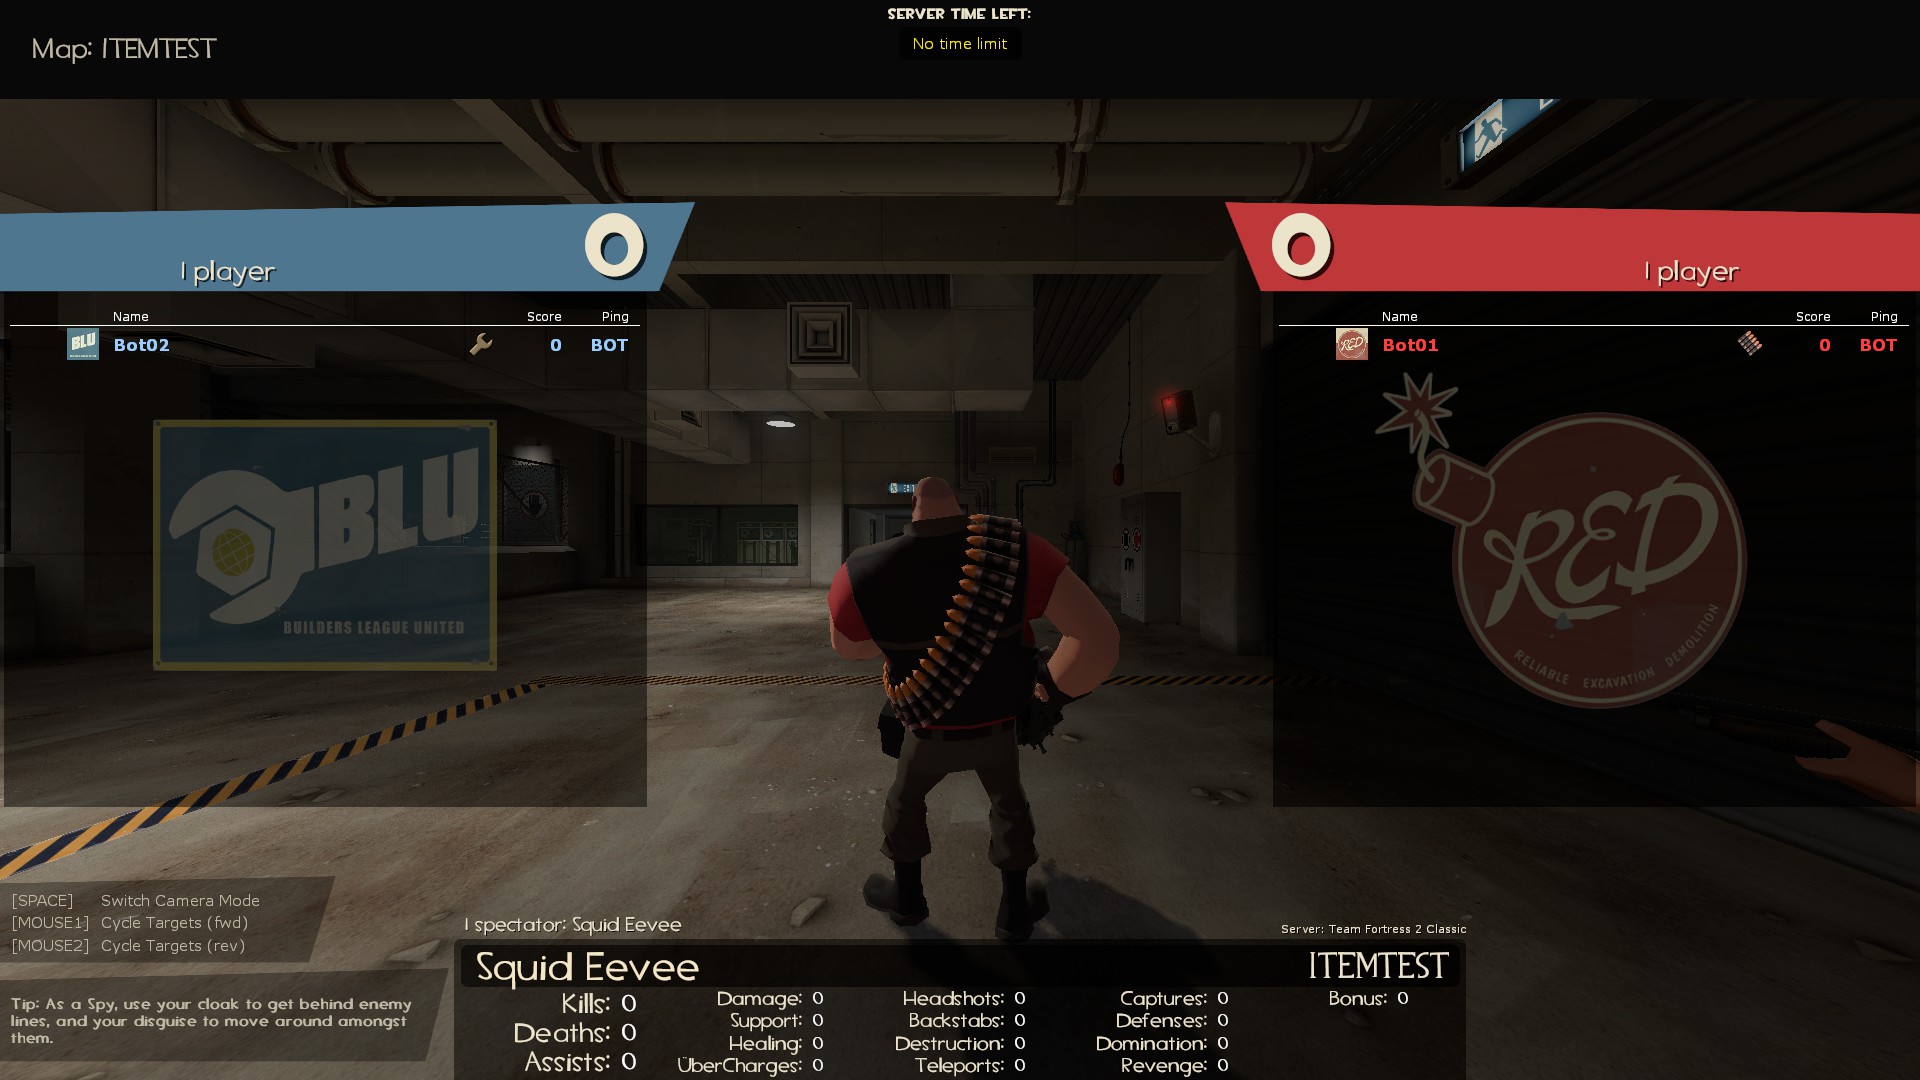 SERVER TIME LEFT:
No time limit
Map: ITEMTEST
1 player
0
0
1 player
Name Score Ping
BLU Bot02 0 BOT
Name Score Ping
RED Bot01 0 BOT
BLU
BUILDERS LEAGUE UNITED
RED
RELIABLE EXCAVATION DEMOLITION
[SPACE] Switch Camera Mode
[MOUSE1] Cycle Targets (fwd)
[MOUSE2] Cycle Targets (rev)
Tip: As a Spy, use your cloak to get behind enemy
lines, and your disguise to move around amongst
them.
1 spectator: Squid Eevee
Server: Team Fortress 2 Classic
Squid Eevee
ITEMTEST
Kills: 0
Deaths: 0
Assists: 0
Damage: 0
Support: 0
Healing: 0
ÜberCharges: 0
Headshots: 0
Backstabs: 0
Destruction: 0
Teleports: 0
Captures: 0
Defenses: 0
Domination: 0
Revenge: 0
Bonus: 0